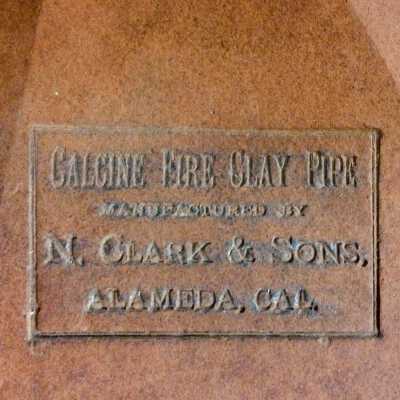 CALCINE FIRE CLAY PIPE
MANUFACTURED BY
N. CLARK & SONS,
ALAMEDA, CAL.